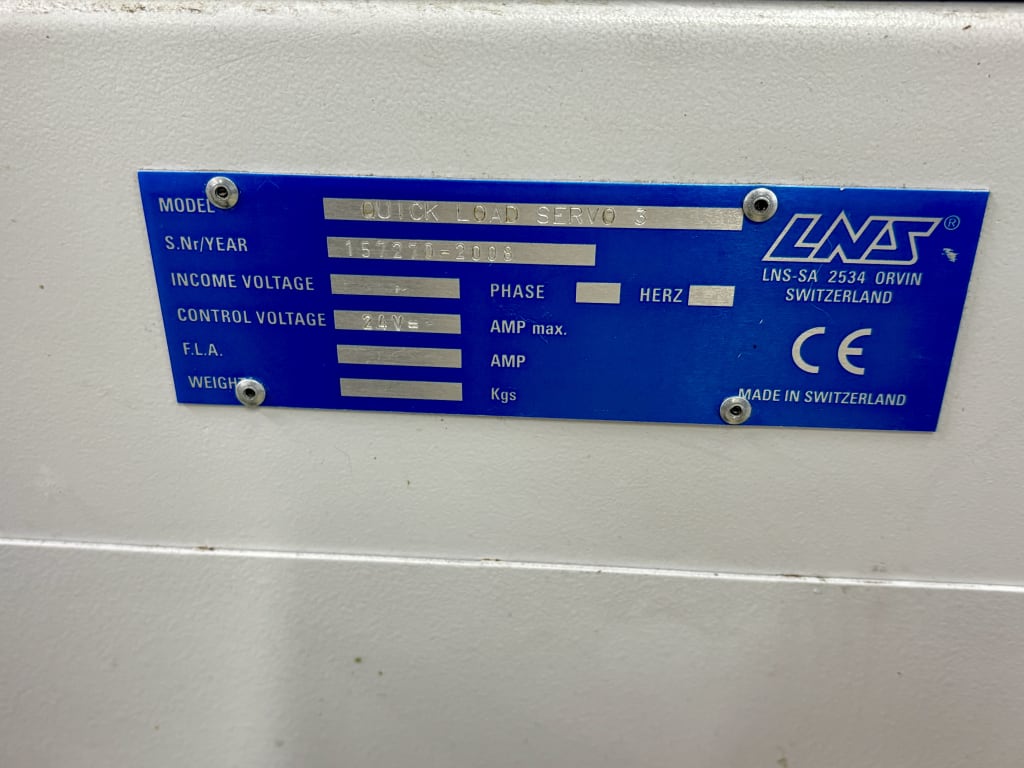 MODEL QUICK LOAD SERVO 3
S.Nr/YEAR 157270-2008
INCOME VOLTAGE PHASE HERZ
CONTROL VOLTAGE 24V= AMP max.
F.L.A. AMP
WEIGHT Kgs
LNS®
LNS-SA 2534 ORVIN
SWITZERLAND
CE
MADE IN SWITZERLAND